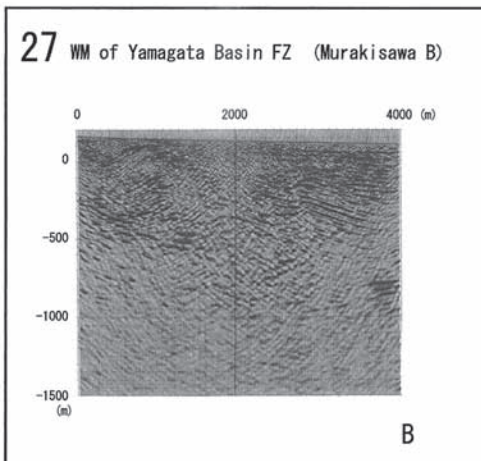 27 WM of Yamagata Basin FZ (Murakisawa B)
0 2000 4000 (m)
0
-500
-1000
-1500
(m)
B